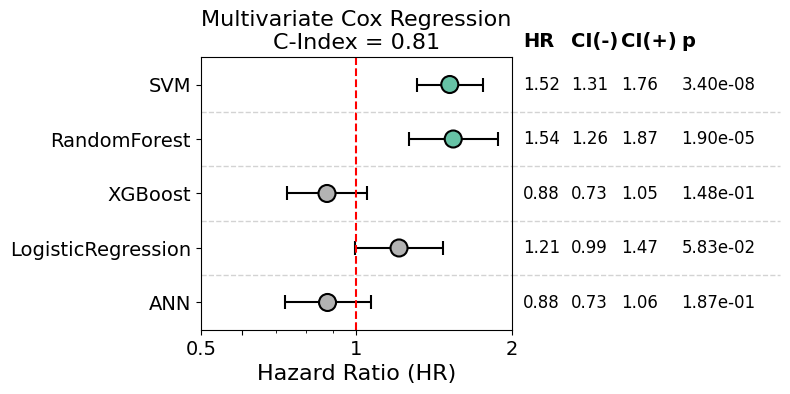 Multivariate Cox Regression
C-Index = 0.81
HR CI(-) CI(+) p
SVM 1.52 1.31 1.76 3.40e-08
RandomForest 1.54 1.26 1.87 1.90e-05
XGBoost 0.88 0.73 1.05 1.48e-01
LogisticRegression 1.21 0.99 1.47 5.83e-02
ANN 0.88 0.73 1.06 1.87e-01
0.5 1 2
Hazard Ratio (HR)